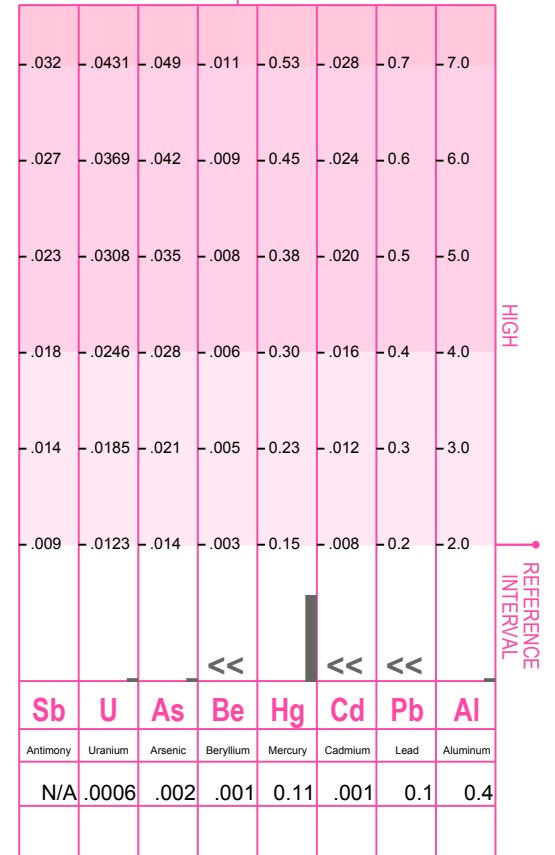 .032 .0431 .049 .011 0.53 .028 0.7 7.0
.027 .0369 .042 .009 0.45 .024 0.6 6.0
.023 .0308 .035 .008 0.38 .020 0.5 5.0
HIGH
.018 .0246 .028 .006 0.30 .016 0.4 4.0
.014 .0185 .021 .005 0.23 .012 0.3 3.0
.009 .0123 .014 .003 0.15 .008 0.2 2.0
REFERENCE
INTERVAL
<< << <<
Sb U As Be Hg Cd Pb Al
Antimony Uranium Arsenic Beryllium Mercury Cadmium Lead Aluminum
N/A .0006 .002 .001 0.11 .001 0.1 0.4